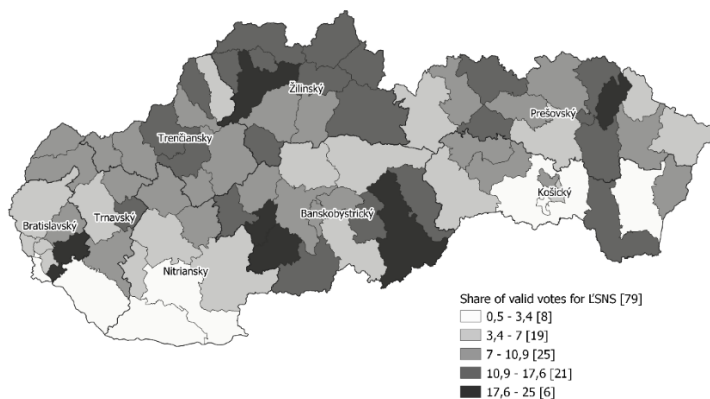 Žilinský
Prešovský
Trenčiansky
Košický
Banskobystrický
Trnavský
Bratislavský
Nitriansky
Share of valid votes for ĽSNS [79]
0,5 - 3,4 [8]
3,4 - 7 [19]
7 - 10,9 [25]
10,9 - 17,6 [21]
17,6 - 25 [6]